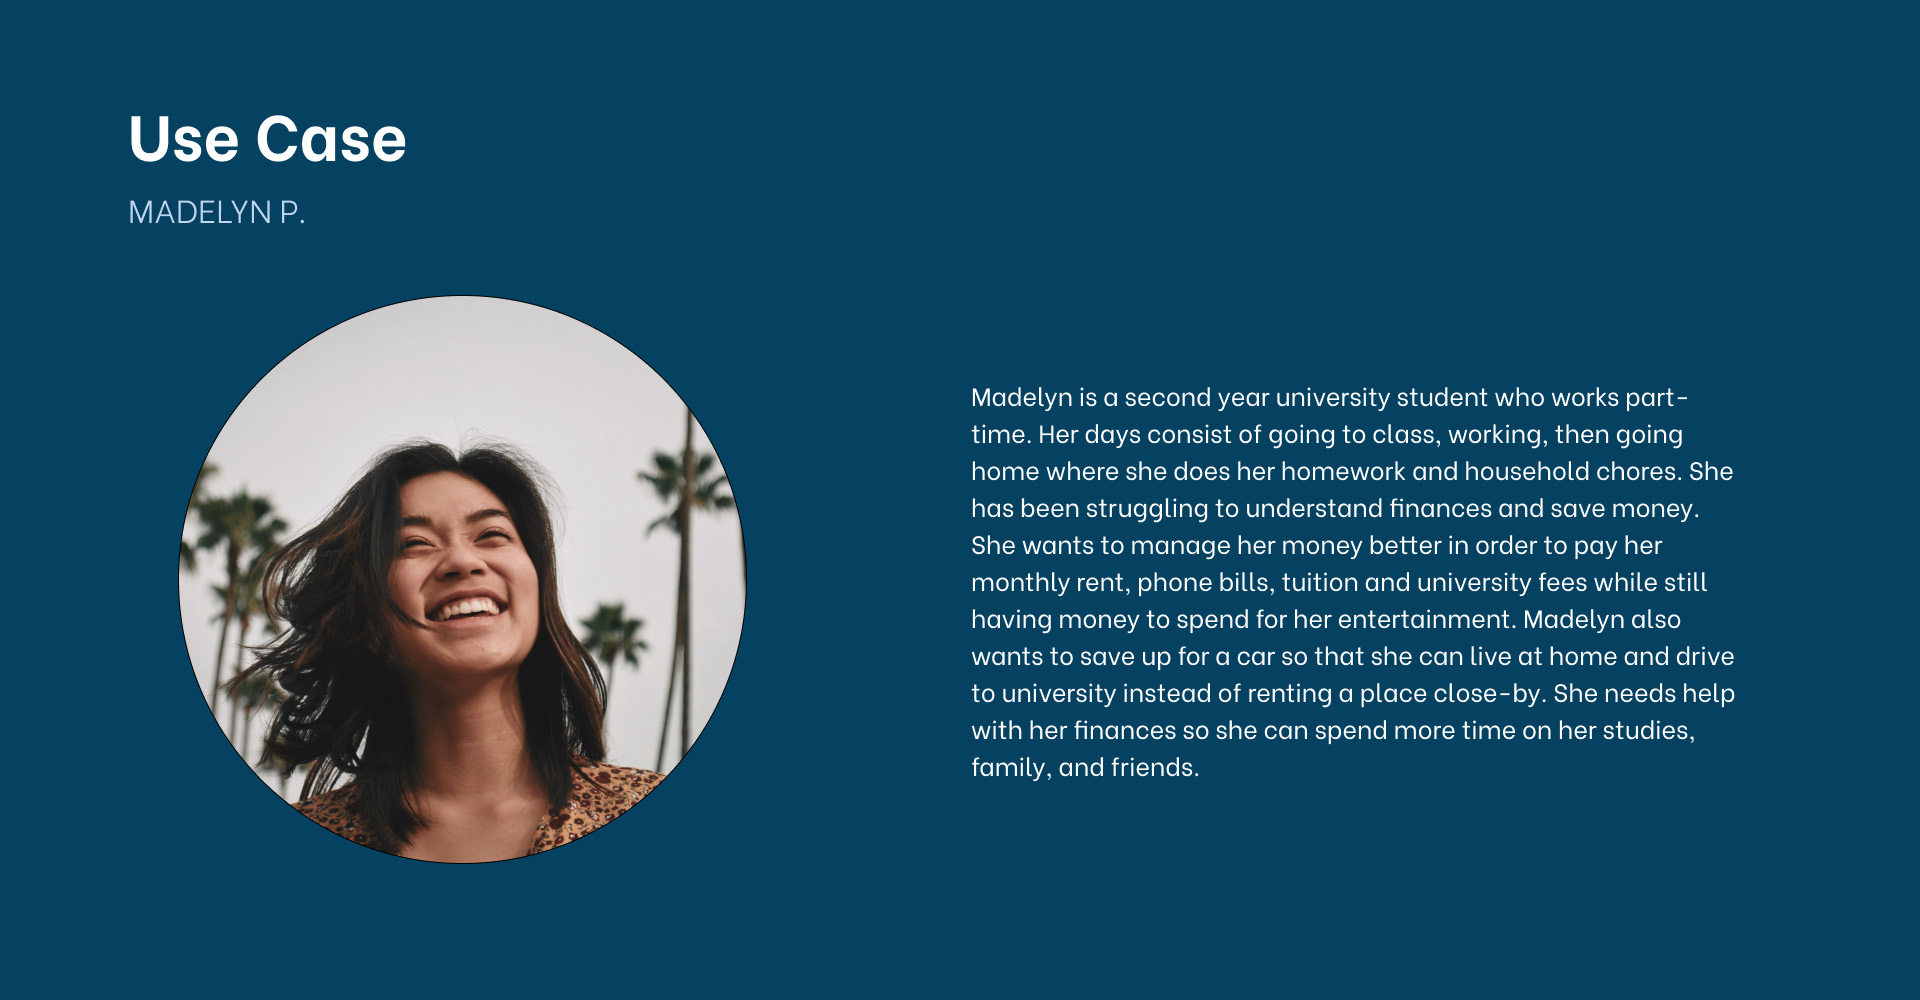 Use Case
MADELYN P.
Madelyn is a second year university student who works part-
time. Her days consist of going to class, working, then going
home where she does her homework and household chores. She
has been struggling to understand finances and save money.
She wants to manage her money better in order to pay her
monthly rent, phone bills, tuition and university fees while still
having money to spend for her entertainment. Madelyn also
wants to save up for a car so that she can live at home and drive
to university instead of renting a place close-by. She needs help
with her finances so she can spend more time on her studies,
family, and friends.